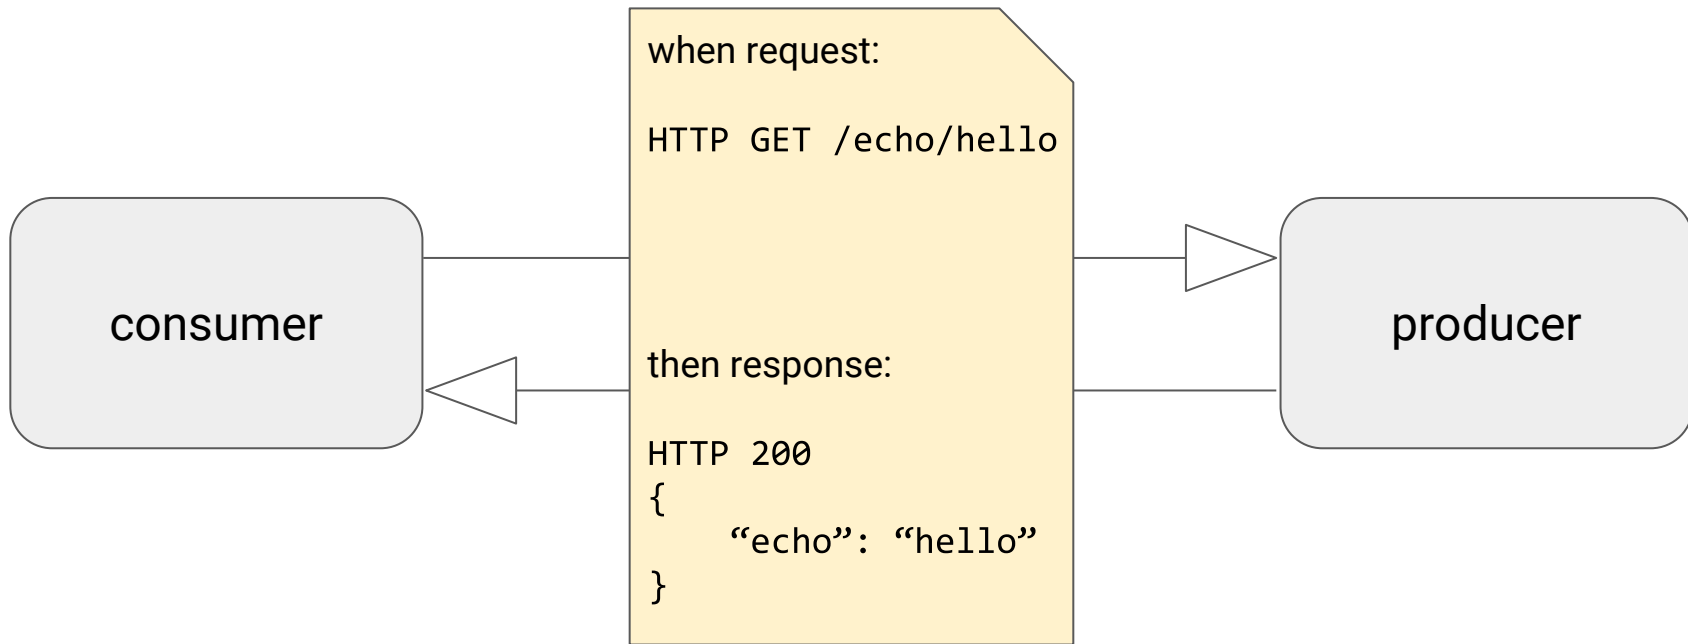 when request:
HTTP GET /echo/hello
consumer
producer
then response:
HTTP 200
{
“echo”: “hello”
}